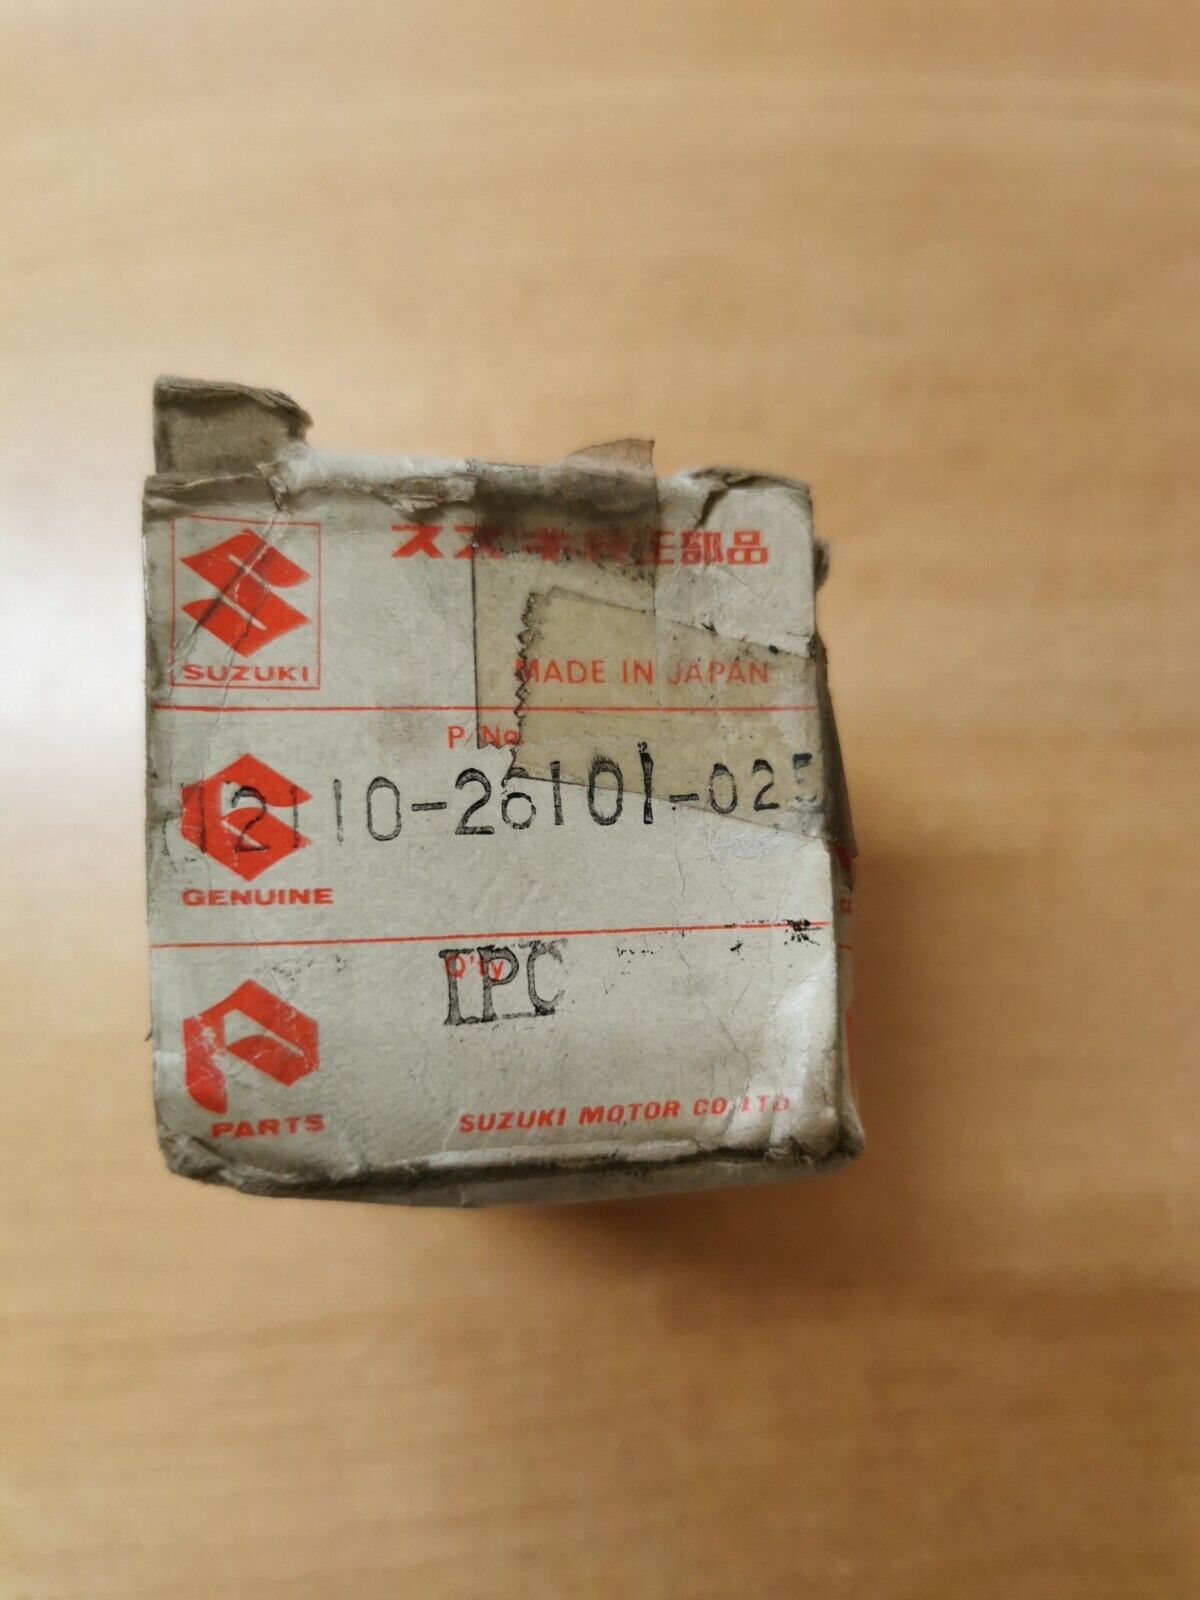 スズキ純正部品
SUZUKI
MADE IN JAPAN
P/No.
12110-26101-025
GENUINE
Q'ty
1PC
PARTS
SUZUKI MOTOR CO LTD